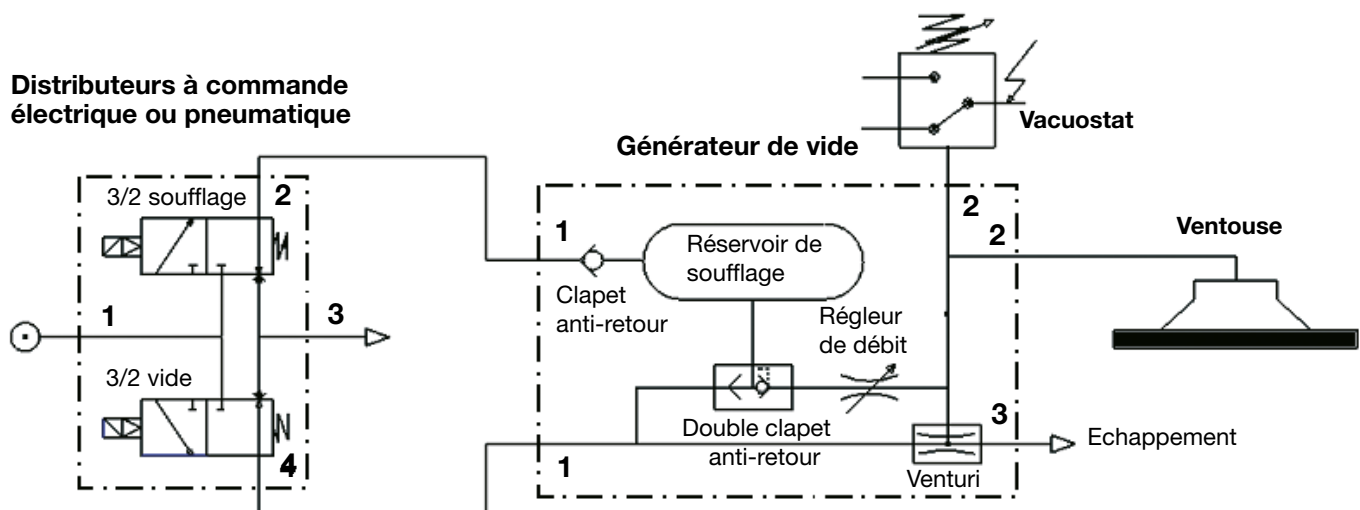 Distributeurs à commande
électrique ou pneumatique
Vacuostat
Générateur de vide
3/2 soufflage
2
2
1
2
Ventouse
Réservoir de
soufflage
Clapet
anti-retour
1
3
Régleur
de débit
3/2 vide
3
Double clapet
anti-retour
Echappement
4
1
Venturi